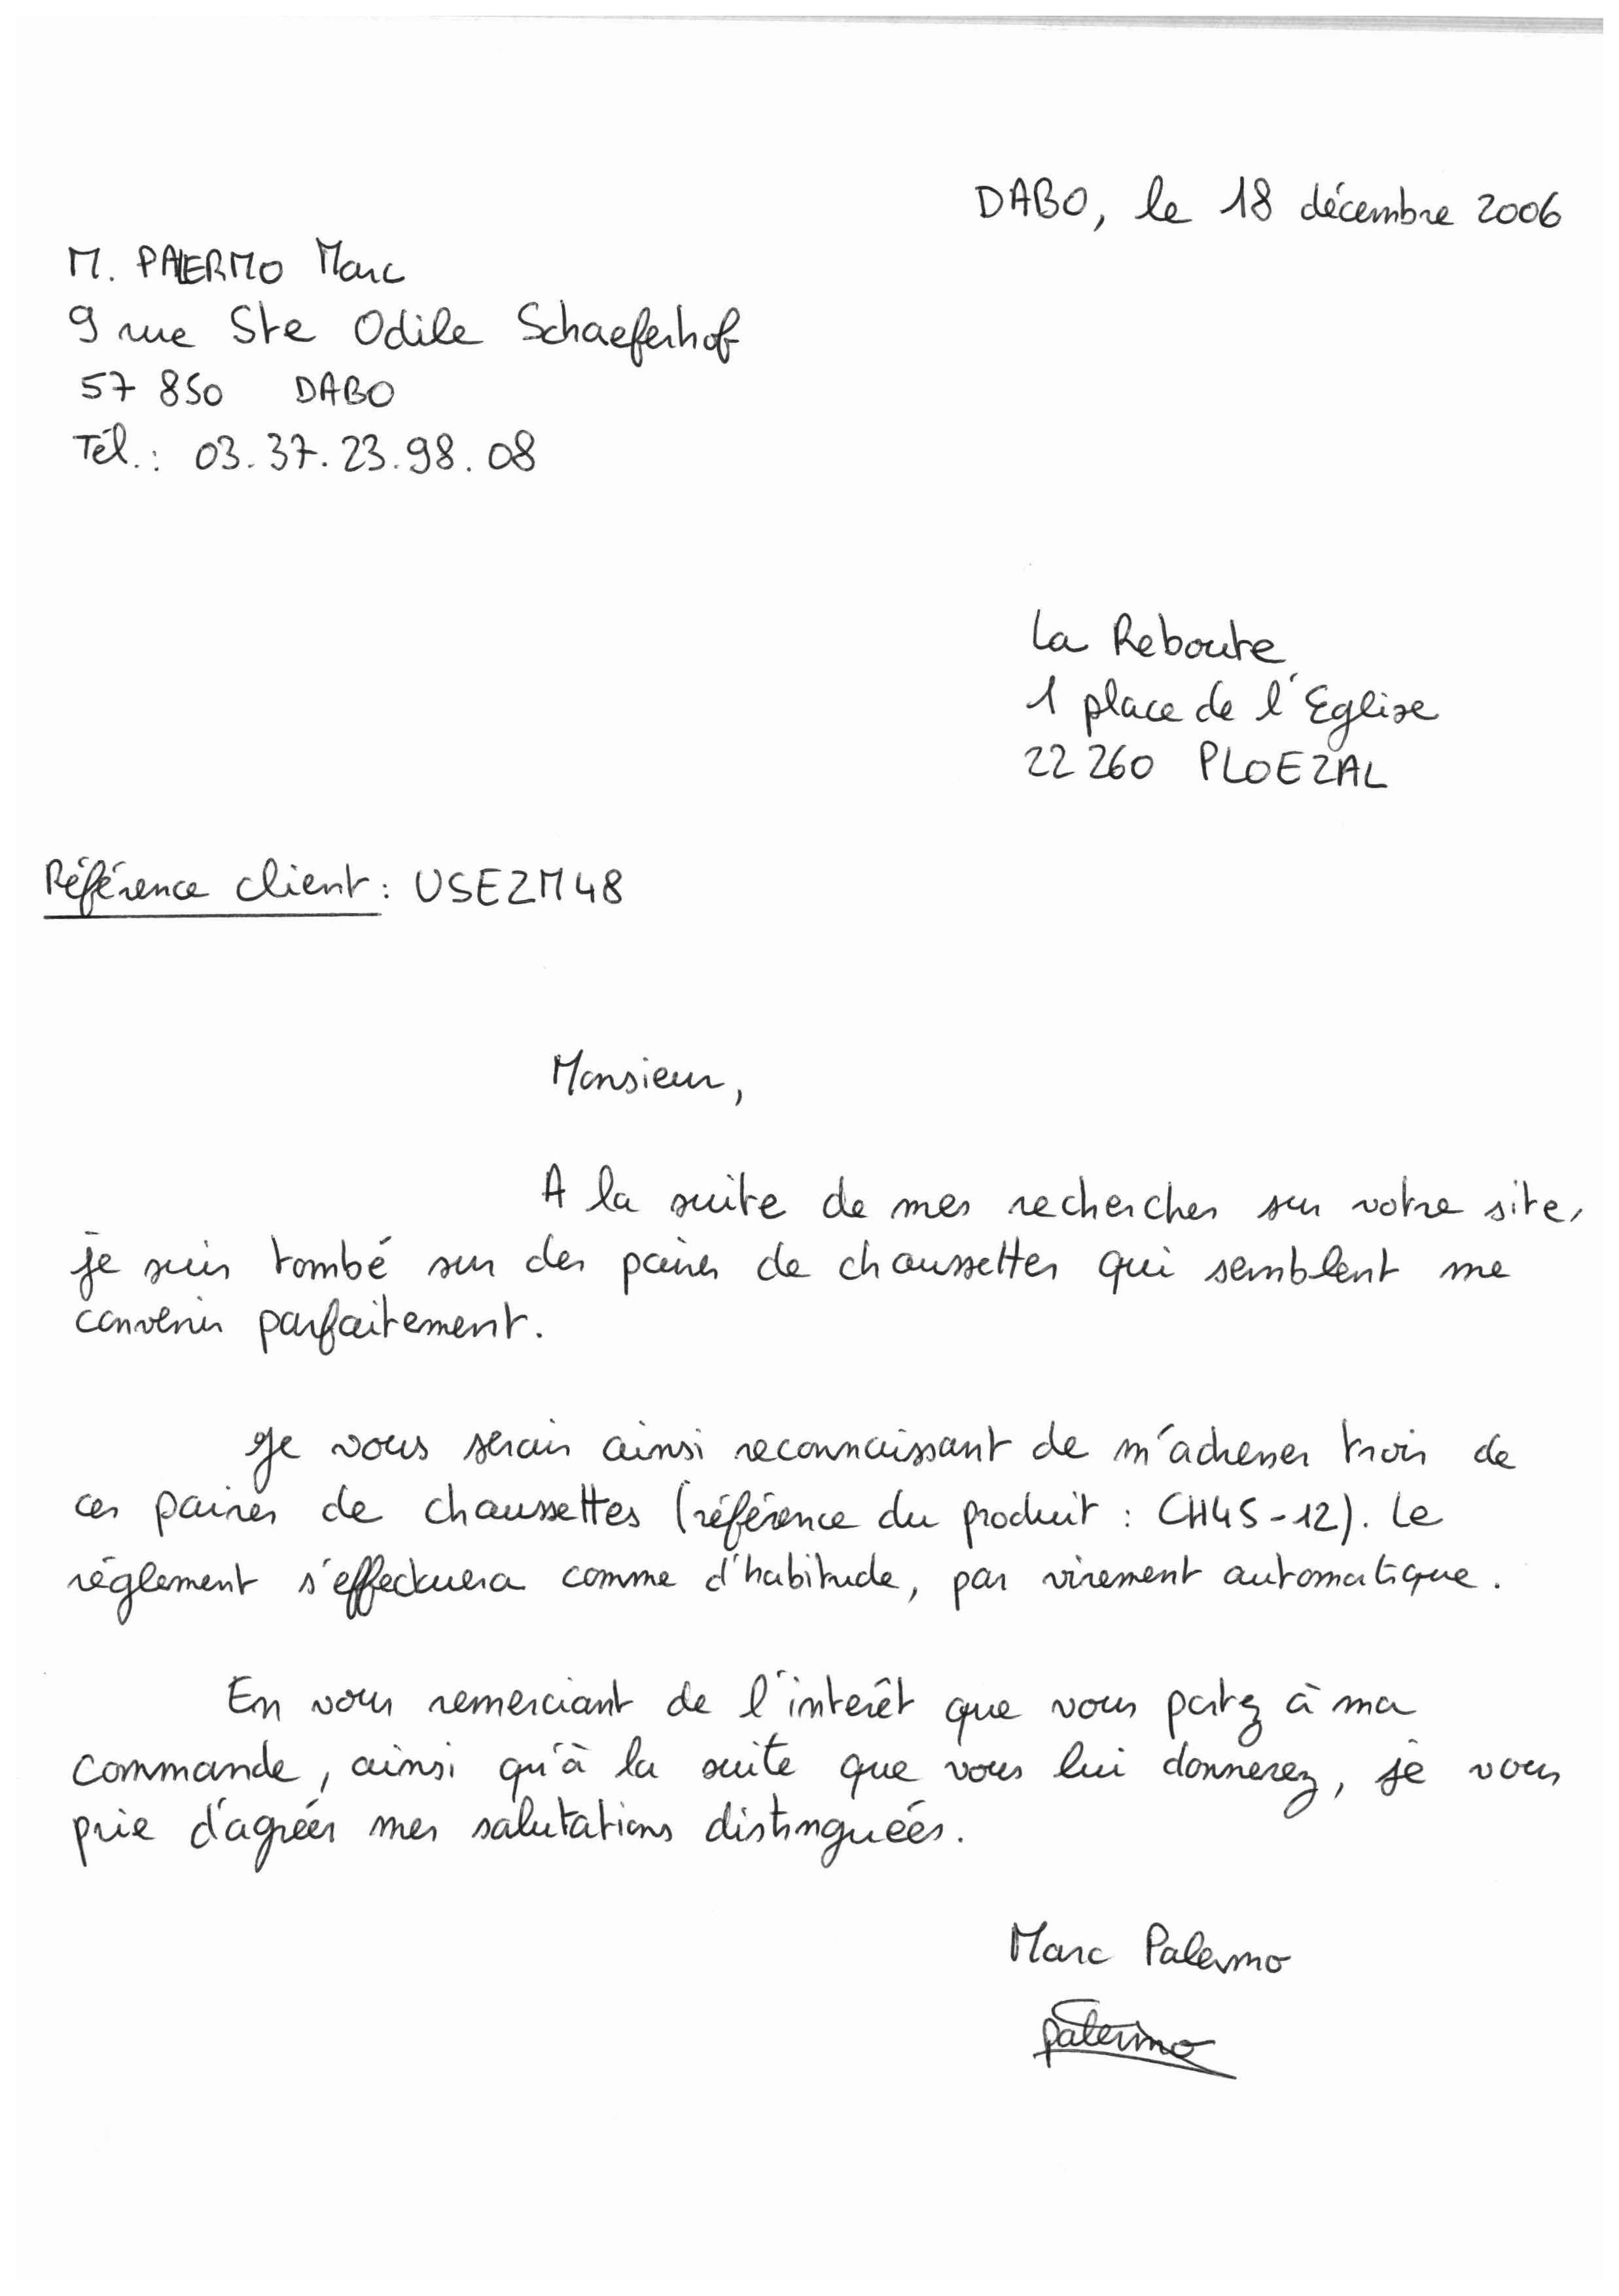 DABO, le 18 décembre 2006
M. PALERMO Marc
9 rue Ste Odile Schaeferhof
57 850 DABO
Tél.: 03.37.23.98.08
La Reboute
1 place de l'Eglise
22 260 PLOEZAL
Référence client: USEZM48
Monsieur,
A la suite de mes recherches sur votre site,
je suis tombé sur des paires de chaussettes qui semblent me
convenir parfaitement.
Je vous serais ainsi reconnaissant de m'adresser trois de
ces paires de chaussettes (référence du produit : CH45-12). Le
réglement s'effectuera comme d'habitude, par virement automatique.
En vous remerciant de l'interêt que vous portez à ma
commande, ainsi qu'à la suite que vous lui donnerez, je vous
prie d'agréer mes salutations distinguées.
Marc Palermo
Palermo